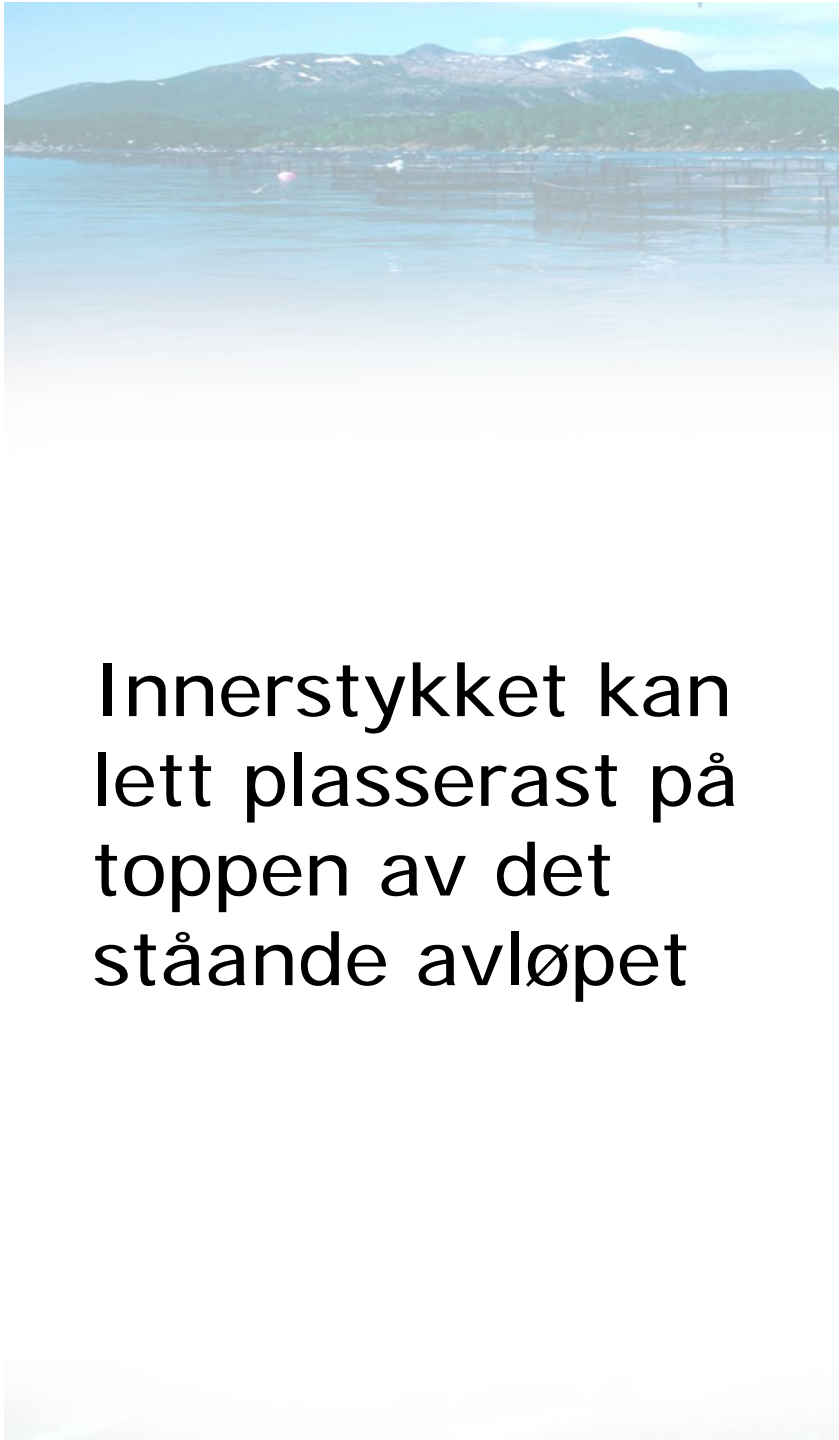 Innerstykket kan
lett plasserast på
toppen av det
ståande avløpet